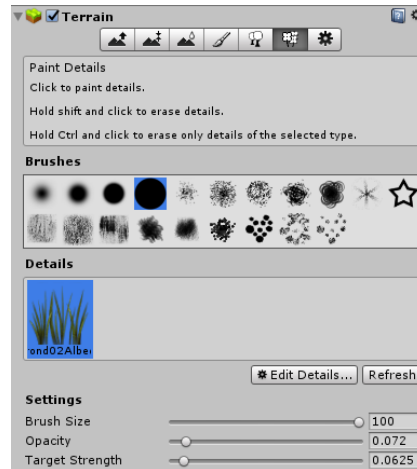 Terrain
Paint Details
Click to paint details.
Hold shift and click to erase details.
Hold Ctrl and click to erase only details of the selected type.
Brushes
Details
rond02Albe
Edit Details...
Refresh
Settings
Brush Size 100
Opacity 0.072
Target Strength 0.0625